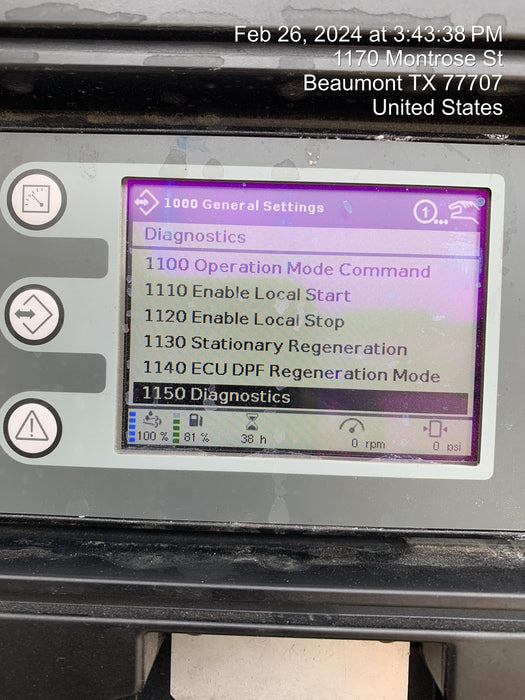 Feb 26, 2024 at 3:43:38 PM
1170 Montrose St
Beaumont TX 77707
United States
1000 General Settings
1...
Diagnostics
1100 Operation Mode Command
1110 Enable Local Start
1120 Enable Local Stop
1130 Stationary Regeneration
1140 ECU DPF Regeneration Mode
1150 Diagnostics
100 % 81 % 38 h 0 rpm 0 psi